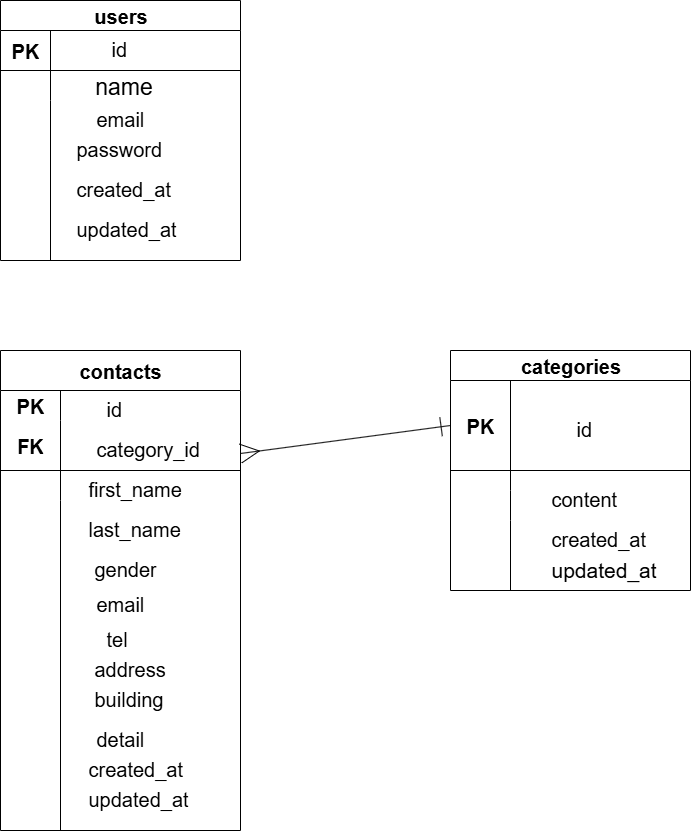 users
PK id
name
email
password
created_at
updated_at
contacts
PK id
FK category_id
first_name
last_name
gender
email
tel
address
building
detail
created_at
updated_at
categories
PK id
content
created_at
updated_at